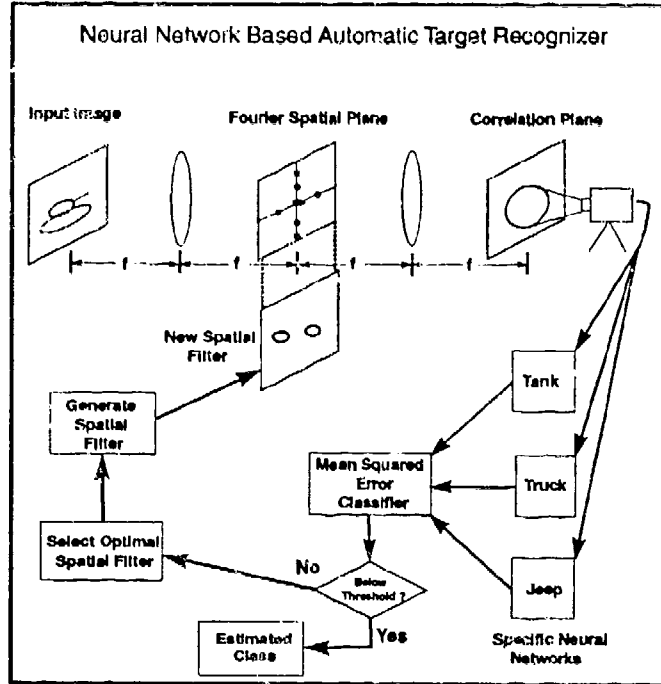 Neural Network Based Automatic Target Recognizer
Input Image
Fourier Spatial Plane
Correlation Plane
f
f
f
f
New Spatial
Filter
Generate
Spatial
Filter
Select Optimal
Spatial Filter
Mean Squared
Error
Classifier
Tank
Truck
Jeep
No
Below
Threshold ?
Yes
Estimated
Class
Specific Neural
Networks